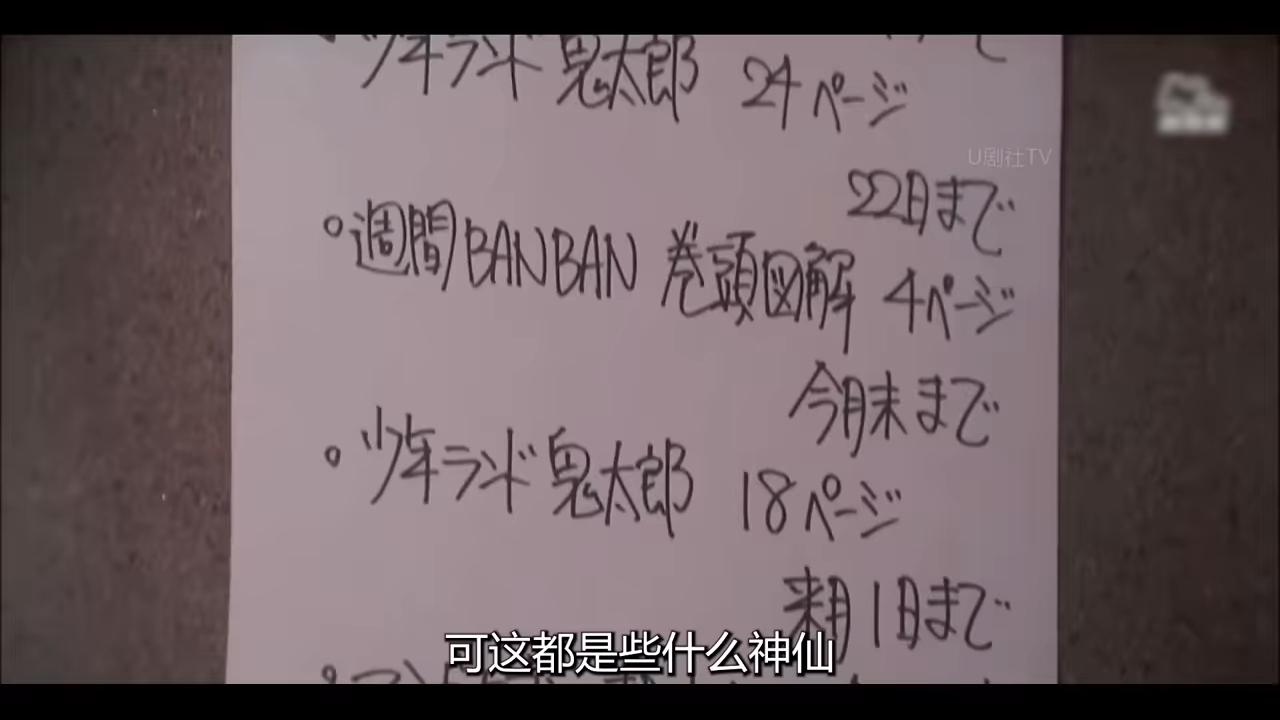 少年ランド鬼太郎 24ページ
U剧社TV
22日まで
週間BANBAN 巻頭図解 4ページ
今月末まで
少年ランド鬼太郎 18ページ
来月1日まで
可这都是些什么神仙